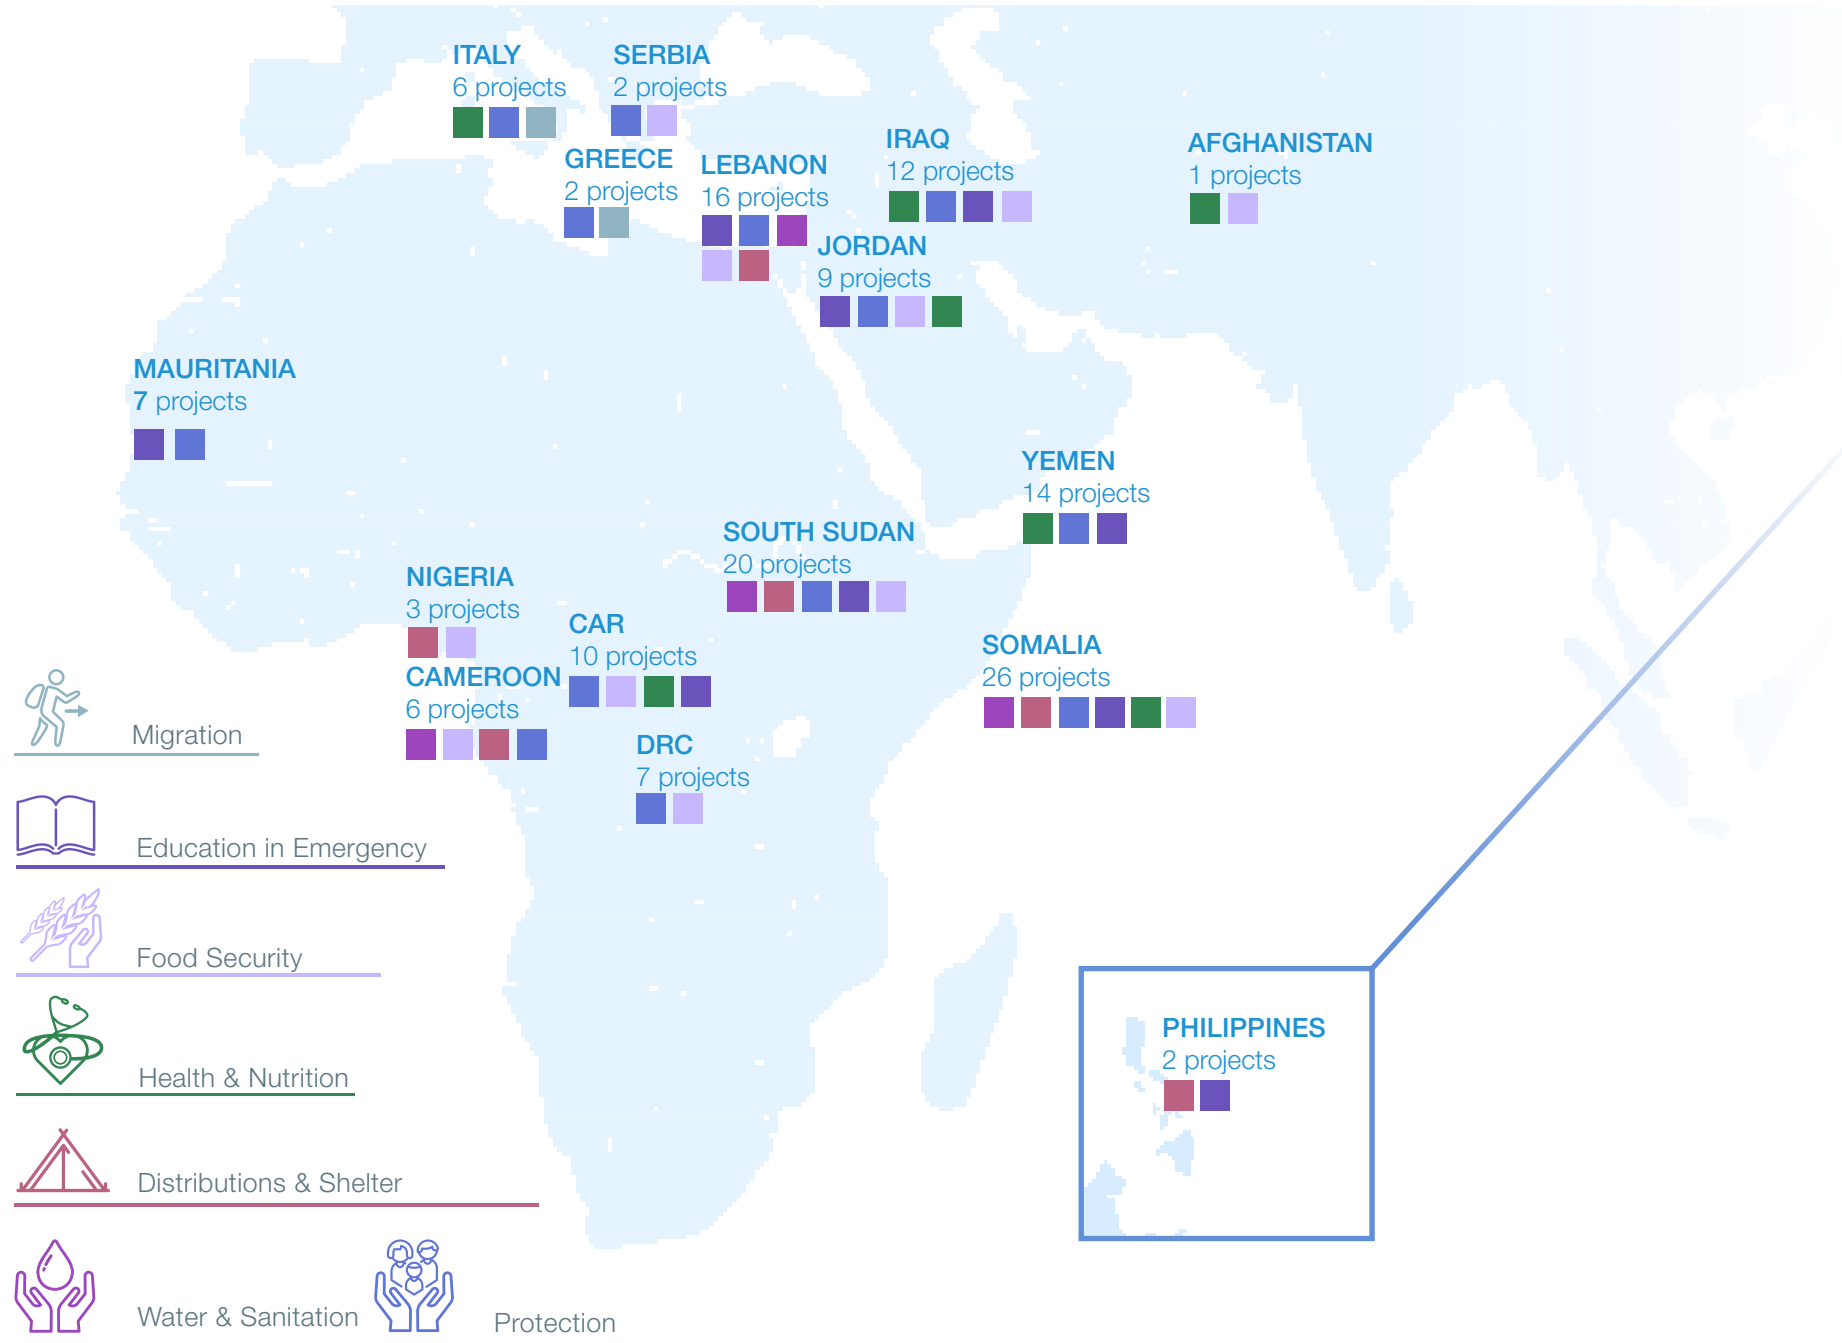 ITALY
6 projects
SERBIA
2 projects
GREECE
2 projects
LEBANON
16 projects
IRAQ
12 projects
AFGHANISTAN
1 projects
JORDAN
9 projects
MAURITANIA
7 projects
YEMEN
14 projects
SOUTH SUDAN
20 projects
NIGERIA
3 projects
CAR
10 projects
SOMALIA
26 projects
CAMEROON
6 projects
DRC
7 projects
PHILIPPINES
2 projects
Migration
Education in Emergency
Food Security
Health & Nutrition
Distributions & Shelter
Water & Sanitation
Protection